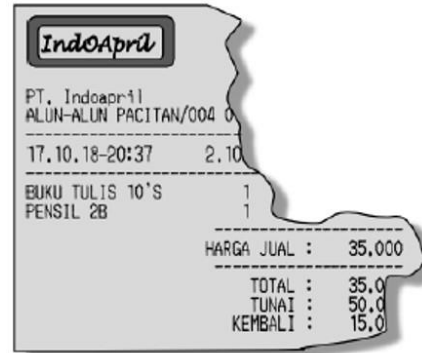 IndOApril
PT. Indoapril
ALUN-ALUN PACITAN/004 0
17.10.18-20:37 2.10
BUKU TULIS 10'S 1
PENSIL 2B 1
HARGA JUAL : 35.000
TOTAL : 35.0
TUNAI : 50.0
KEMBALI : 15.0